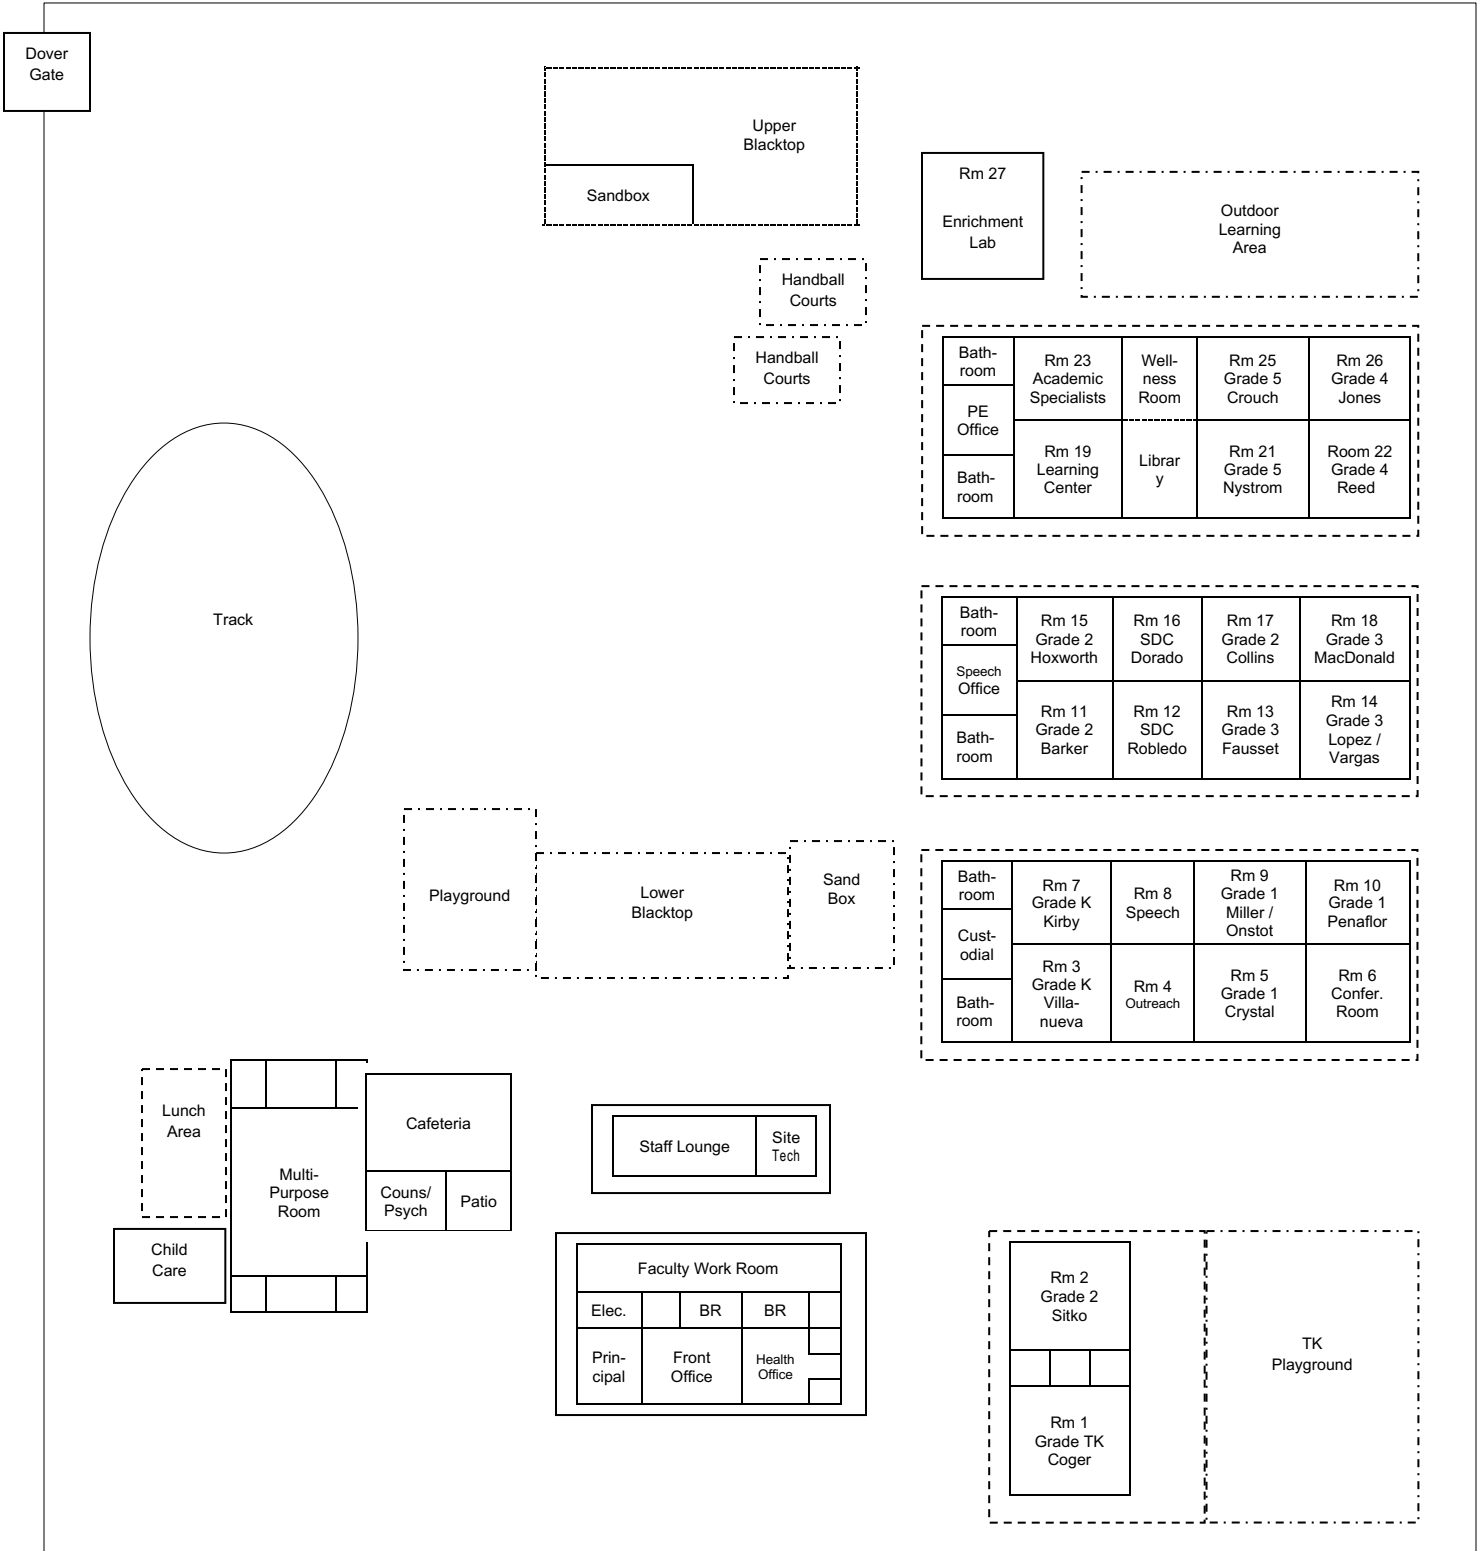 Dover
Gate
Upper
Blacktop
Sandbox
Rm 27
Enrichment
Lab
Outdoor
Learning
Area
Handball
Courts
Handball
Courts
Bath-
room
PE
Office
Bath-
room
Rm 23
Academic
Specialists
Well-
ness
Room
Rm 25
Grade 5
Crouch
Rm 26
Grade 4
Jones
Rm 19
Learning
Center
Librar
y
Rm 21
Grade 5
Nystrom
Room 22
Grade 4
Reed
Track
Bath-
room
Speech
Office
Bath-
room
Rm 15
Grade 2
Hoxworth
Rm 16
SDC
Dorado
Rm 17
Grade 2
Collins
Rm 18
Grade 3
MacDonald
Rm 11
Grade 2
Barker
Rm 12
SDC
Robledo
Rm 13
Grade 3
Fausset
Rm 14
Grade 3
Lopez /
Vargas
Playground
Lower
Blacktop
Sand
Box
Bath-
room
Cust-
odial
Bath-
room
Rm 7
Grade K
Kirby
Rm 8
Speech
Rm 9
Grade 1
Miller /
Onstot
Rm 10
Grade 1
Penaflor
Rm 3
Grade K
Villa-
nueva
Rm 4
Outreach
Rm 5
Grade 1
Crystal
Rm 6
Confer.
Room
Lunch
Area
Multi-
Purpose
Room
Cafeteria
Couns/
Psych
Patio
Child
Care
Staff Lounge
Site
Tech
Faculty Work Room
Elec.
BR
BR
Prin-
cipal
Front
Office
Health
Office
Rm 2
Grade 2
Sitko
Rm 1
Grade TK
Coger
TK
Playground